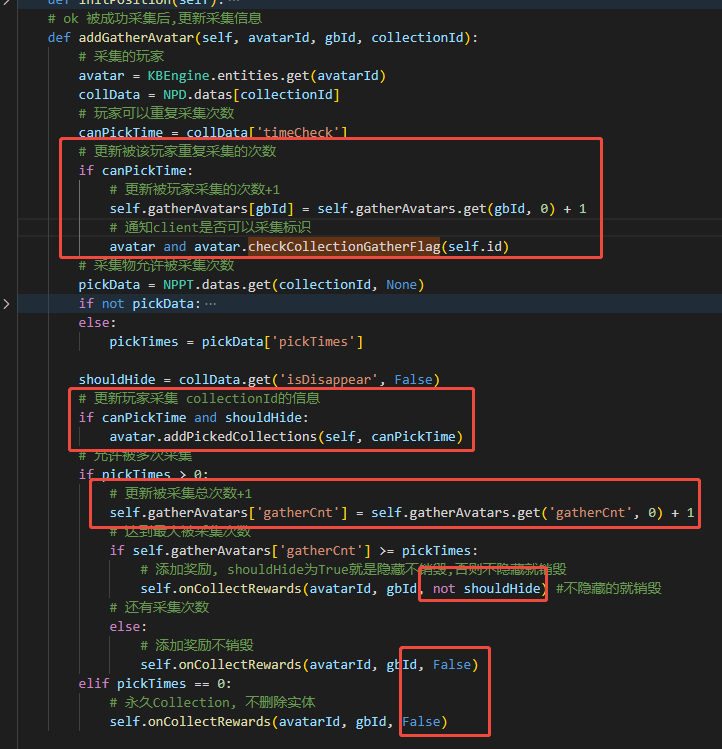 def initPosition(self): ···
# ok 被成功采集后,更新采集信息
def addGatherAvatar(self, avatarId, gbId, collectionId):
# 采集的玩家
avatar = KBEngine.entities.get(avatarId)
collData = NPD.datas[collectionId]
# 玩家可以重复采集次数
canPickTime = collData['timeCheck']
# 更新被该玩家重复采集的次数
if canPickTime:
# 更新被玩家采集的次数+1
self.gatherAvatars[gbId] = self.gatherAvatars.get(gbId, 0) + 1
# 通知client是否可以采集标识
avatar and avatar.checkCollectionGatherFlag(self.id)
# 采集物允许被采集次数
pickData = NPPT.datas.get(collectionId, None)
if not pickData: ···
else:
pickTimes = pickData['pickTimes']
shouldHide = collData.get('isDisappear', False)
# 更新玩家采集 collectionId的信息
if canPickTime and shouldHide:
avatar.addPickedCollections(self, canPickTime)
# 允许被多次采集
if pickTimes > 0:
# 更新被采集总次数+1
self.gatherAvatars['gatherCnt'] = self.gatherAvatars.get('gatherCnt', 0) + 1
# 达到最大被采集次数
if self.gatherAvatars['gatherCnt'] >= pickTimes:
# 添加奖励, shouldHide为True就是隐藏不销毁,否则不隐藏就销毁
self.onCollectRewards(avatarId, gbId, not shouldHide) #不隐藏的就销毁
# 还有采集次数
else:
# 添加奖励不销毁
self.onCollectRewards(avatarId, gbId, False)
elif pickTimes == 0:
# 永久Collection, 不删除实体
self.onCollectRewards(avatarId, gbId, False)